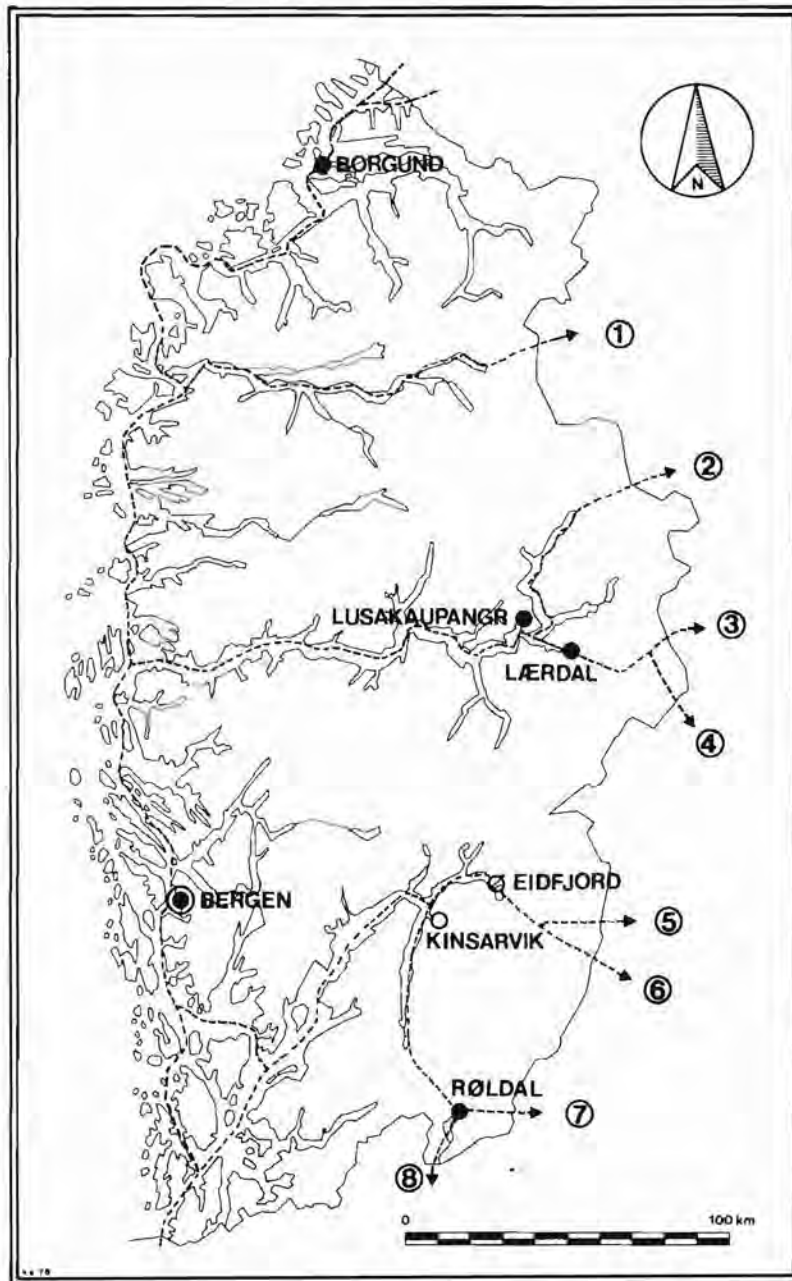 BORGUND
N
①
②
LUSAKAUPANGR
③
LÆRDAL
④
EIDFJORD
BERGEN
KINSARVIK
⑤
⑥
RØLDAL
⑦
⑧
0 100 km